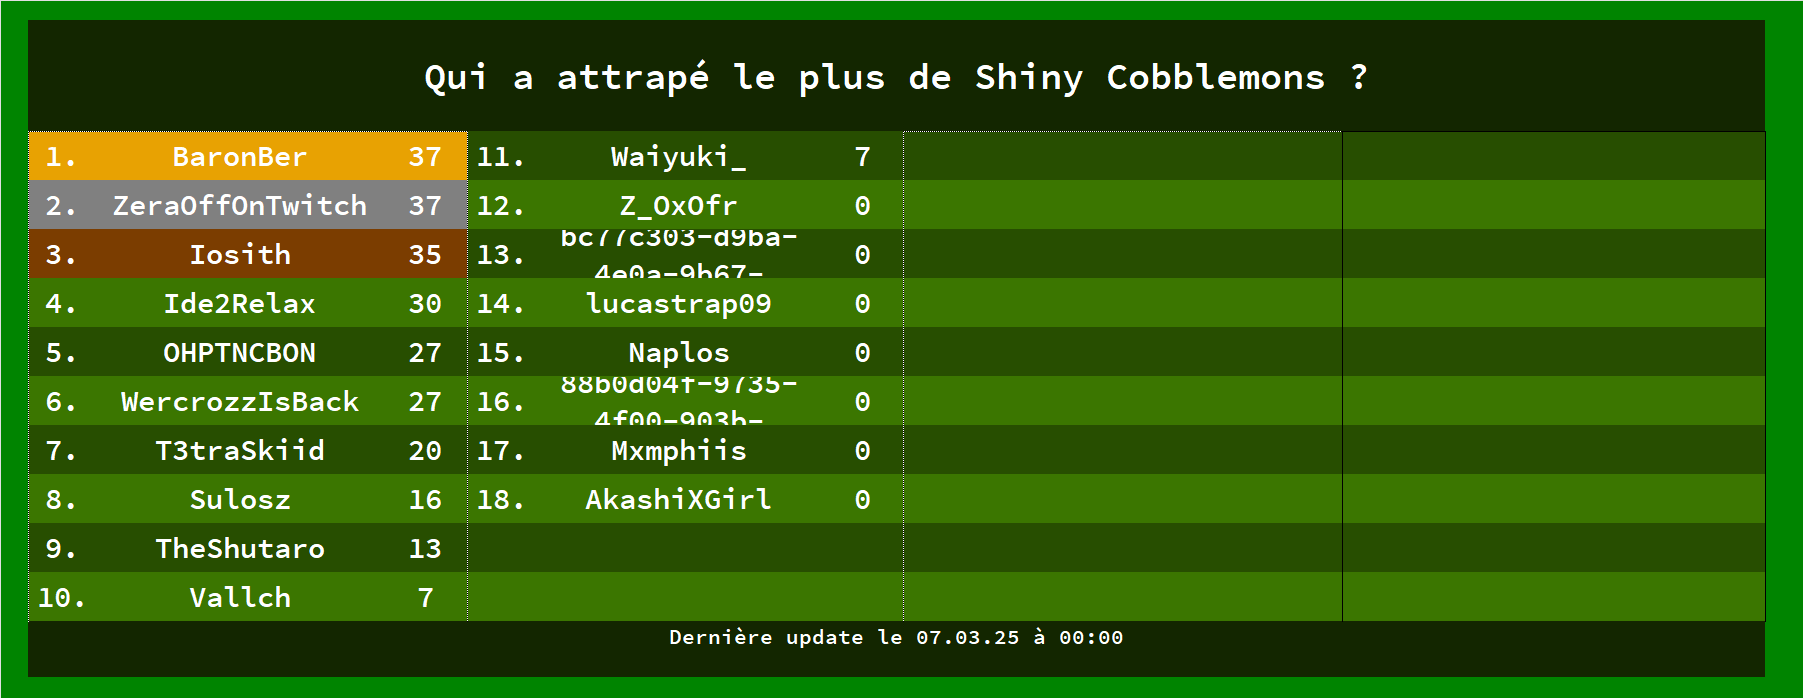 Qui a attrapé le plus de Shiny Cobblemons ?
1. BaronBer 37
2. ZeraOffOnTwitch 37
3. Iosith 35
4. Ide2Relax 30
5. OHPTNCBON 27
6. WercrozzIsBack 27
7. T3traSkiid 20
8. Sulosz 16
9. TheShutaro 13
10. Vallch 7
11. Waiyuki_ 7
12. Z_OxOfr 0
13. bc77c303-d9ba-
4e0a-9b67- 0
14. lucastrap09 0
15. Naplos 0
16. 88b0d04f-9735-
4f00-903b- 0
17. Mxmphiis 0
18. AkashiXGirl 0
Dernière update le 07.03.25 à 00:00